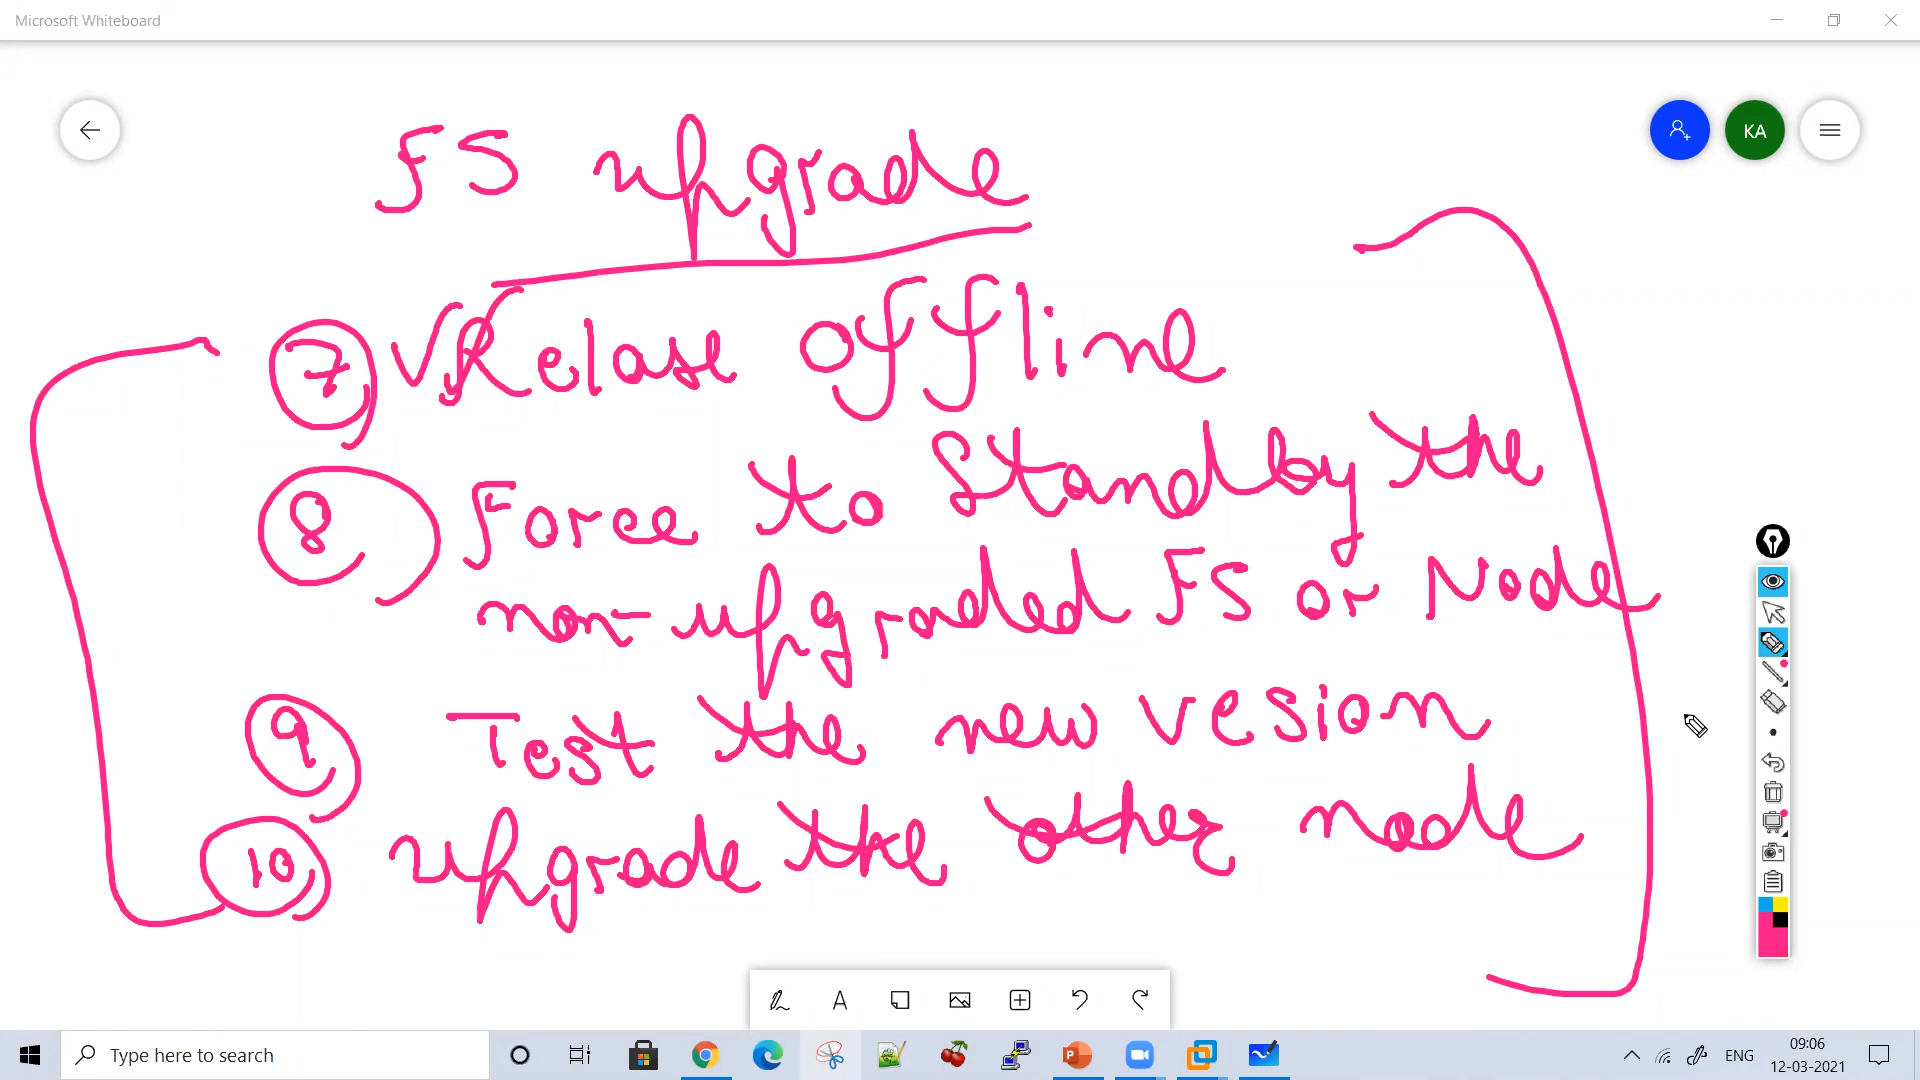 Microsoft Whiteboard
KA
FS upgrade
7 Relase offline
8 Force to Standby the
non-upgraded FS or Node
9 Test the new vesion
10 upgrade the other node
Type here to search
ENG
09:06
12-03-2021